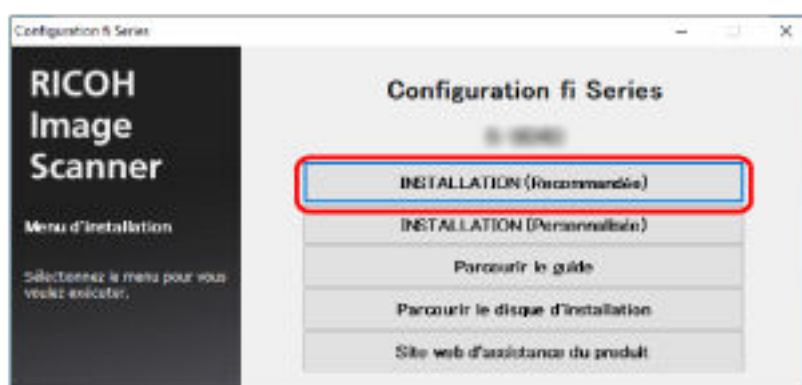 Configuration fi Series
RICOH
Image
Scanner
Menu d'installation
Sélectionnez le menu pour vous
voulez exécuter.
Configuration fi Series
INSTALLATION (Recommandée)
INSTALLATION (Personnalisée)
Parcourir le guide
Parcourir le disque d'installation
Site web d'assistance du produit